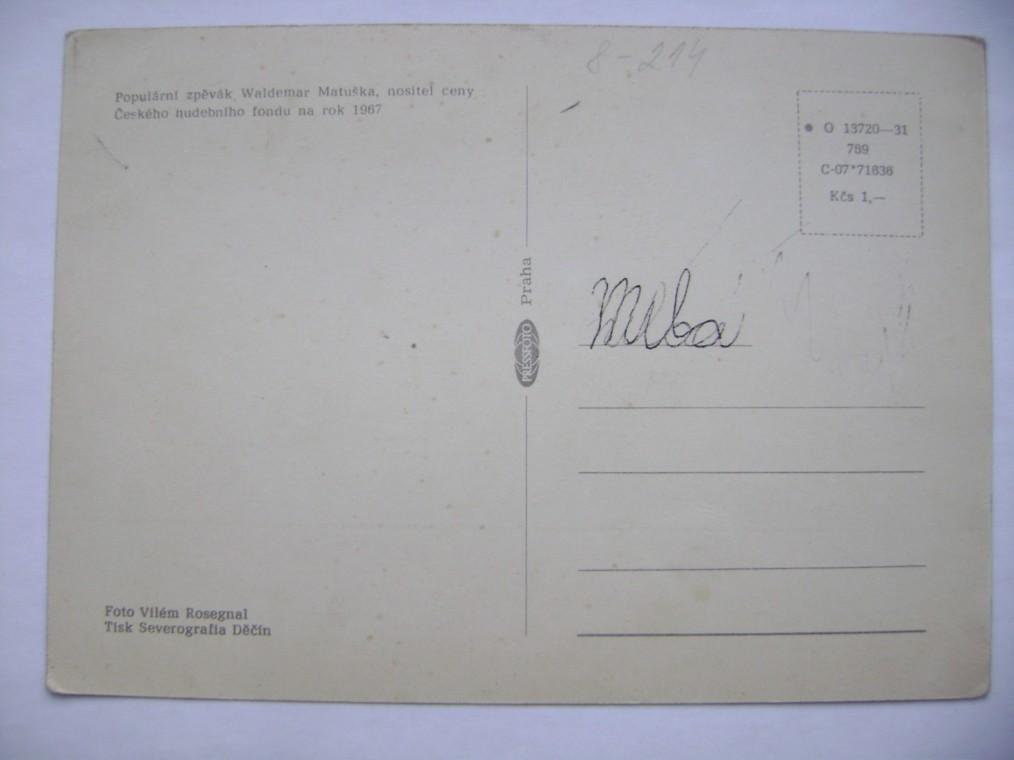 Populární zpěvák Waldemar Matuška, nositel ceny
Českého hudebního fondu na rok 1967
Foto Vilém Rosegnal
Tisk Severografia Děčín
PRESSFOTO Praha
8-214
O 13720—31
789
C-07*71636
Kčs 1,—